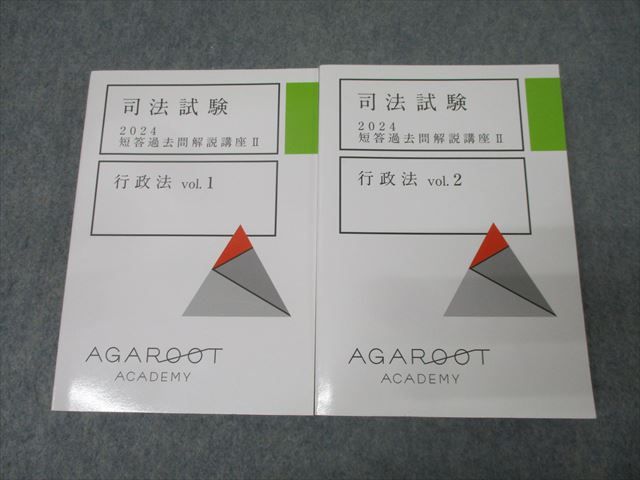 司法試験
2024
短答過去問解説講座Ⅱ
行政法 vol.1
AGAROOT
ACADEMY
司法試験
2024
短答過去問解説講座Ⅱ
行政法 vol.2
AGAROOT
ACADEMY